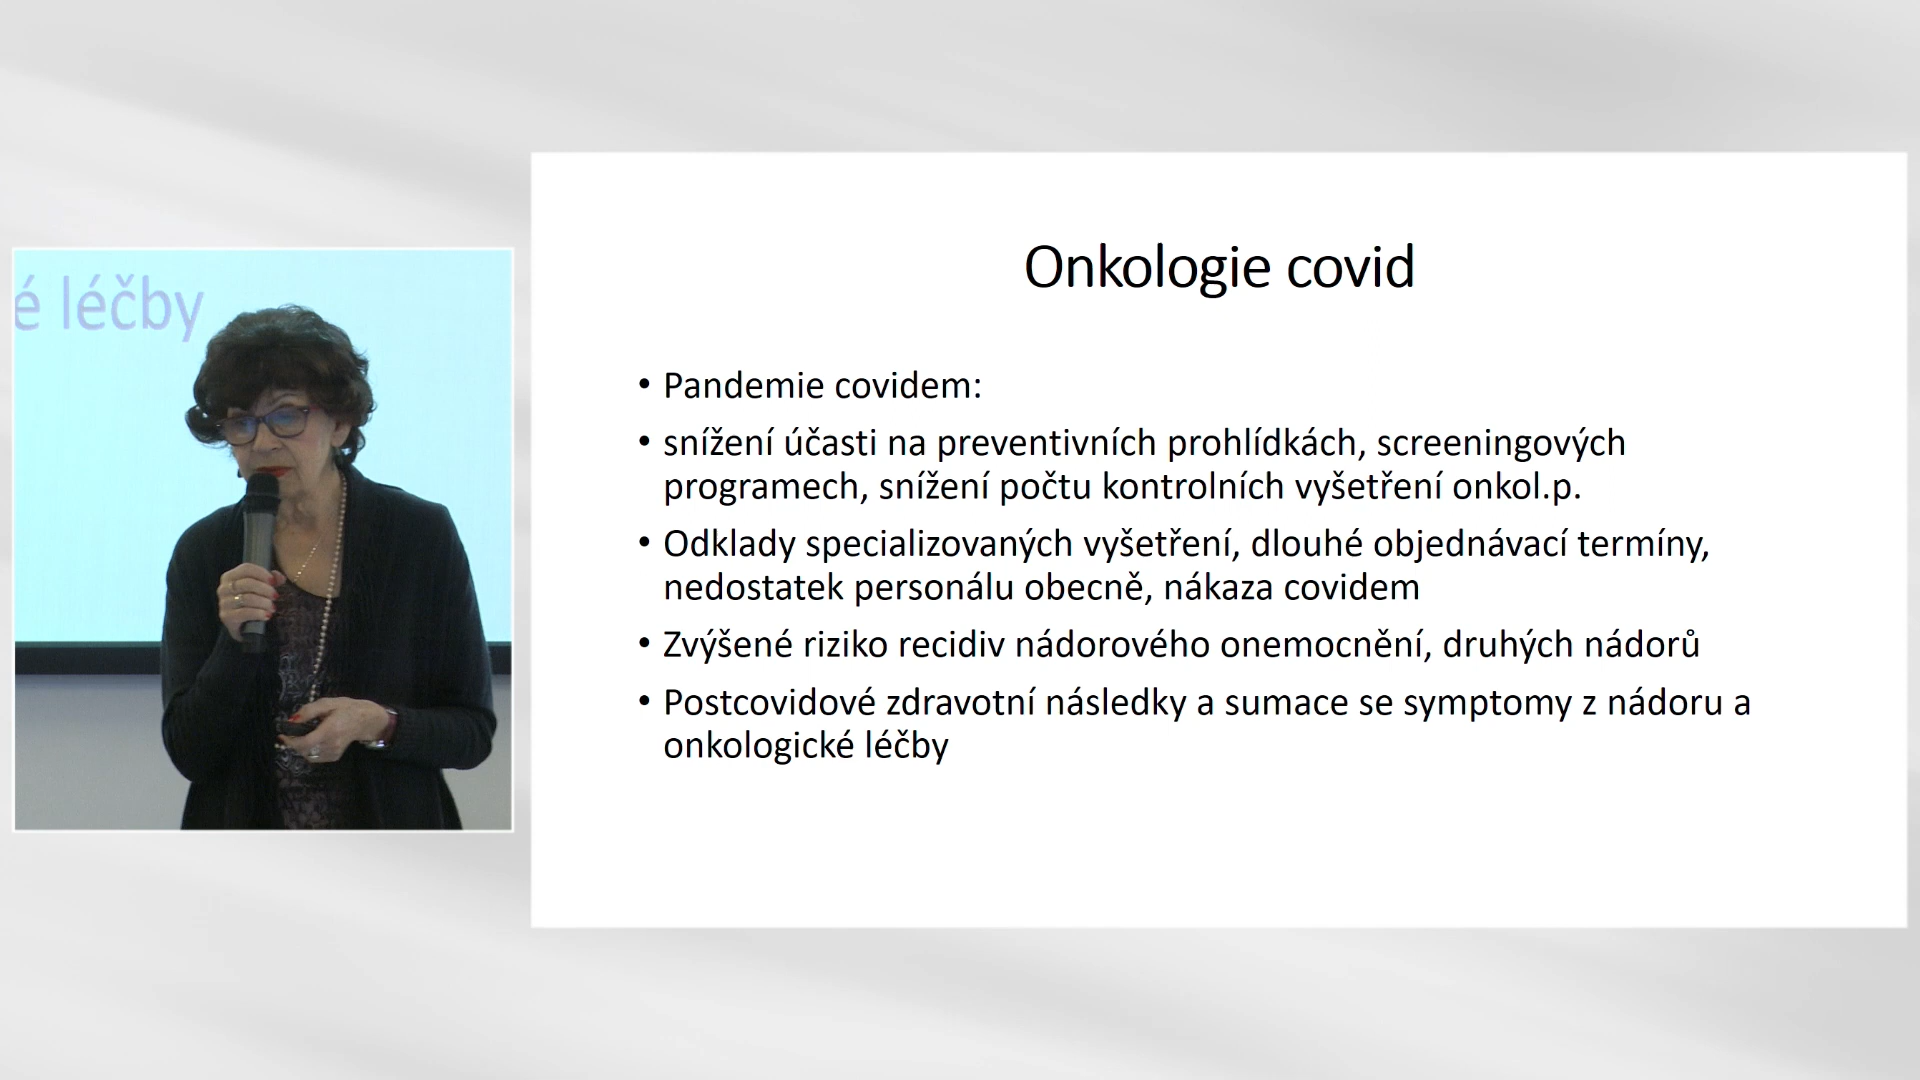 é léčby
Onkologie covid
• Pandemie covidem:
• snížení účasti na preventivních prohlídkách, screeningových
programech, snížení počtu kontrolních vyšetření onkol.p.
• Odklady specializovaných vyšetření, dlouhé objednávací termíny,
nedostatek personálu obecně, nákaza covidem
• Zvýšené riziko recidiv nádorového onemocnění, druhých nádorů
• Postcovidové zdravotní následky a sumace se symptomy z nádoru a
onkologické léčby